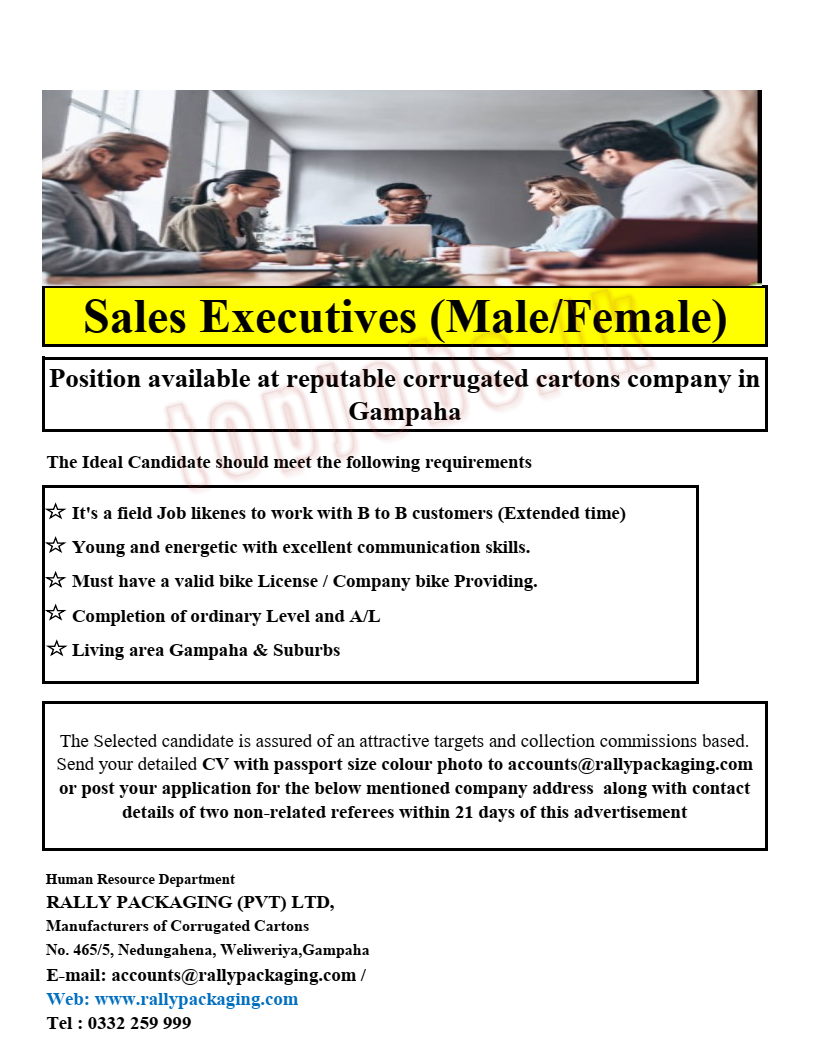 Sales Executives (Male/Female)
Position available at reputable corrugated cartons company in
Gampaha
topjobs.lk
The Ideal Candidate should meet the following requirements
☆ It's a field Job likenes to work with B to B customers (Extended time)
☆ Young and energetic with excellent communication skills.
☆ Must have a valid bike License / Company bike Providing.
☆ Completion of ordinary Level and A/L
☆ Living area Gampaha & Suburbs
The Selected candidate is assured of an attractive targets and collection commissions based.
Send your detailed CV with passport size colour photo to accounts@rallypackaging.com
or post your application for the below mentioned company address along with contact
details of two non-related referees within 21 days of this advertisement
Human Resource Department
RALLY PACKAGING (PVT) LTD,
Manufacturers of Corrugated Cartons
No. 465/5, Nedungahena, Weliweriya,Gampaha
E-mail: accounts@rallypackaging.com /
Web: www.rallypackaging.com
Tel : 0332 259 999